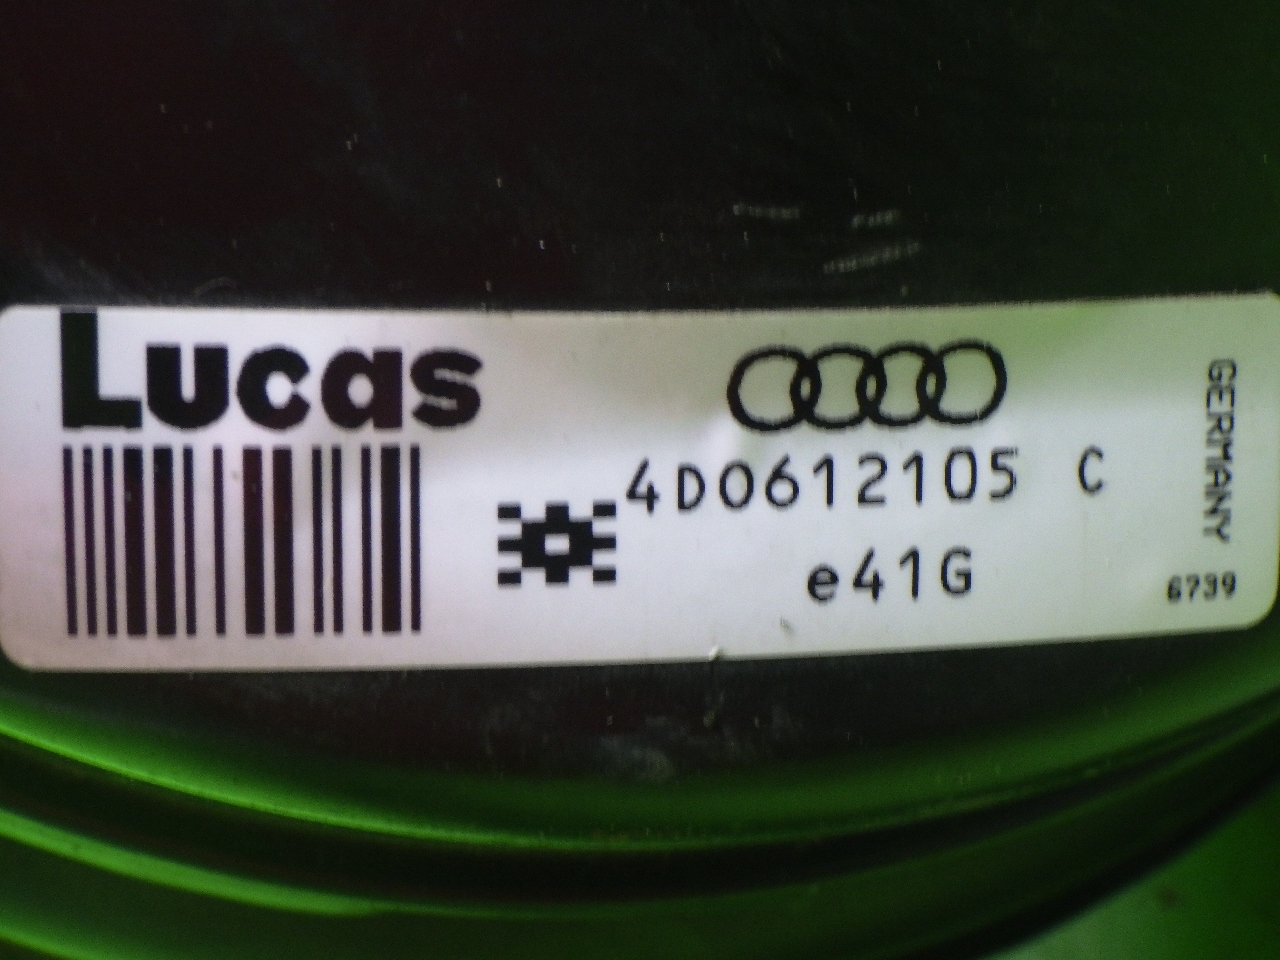 Lucas
4D0612105 C
e41G
GERMANY
6739